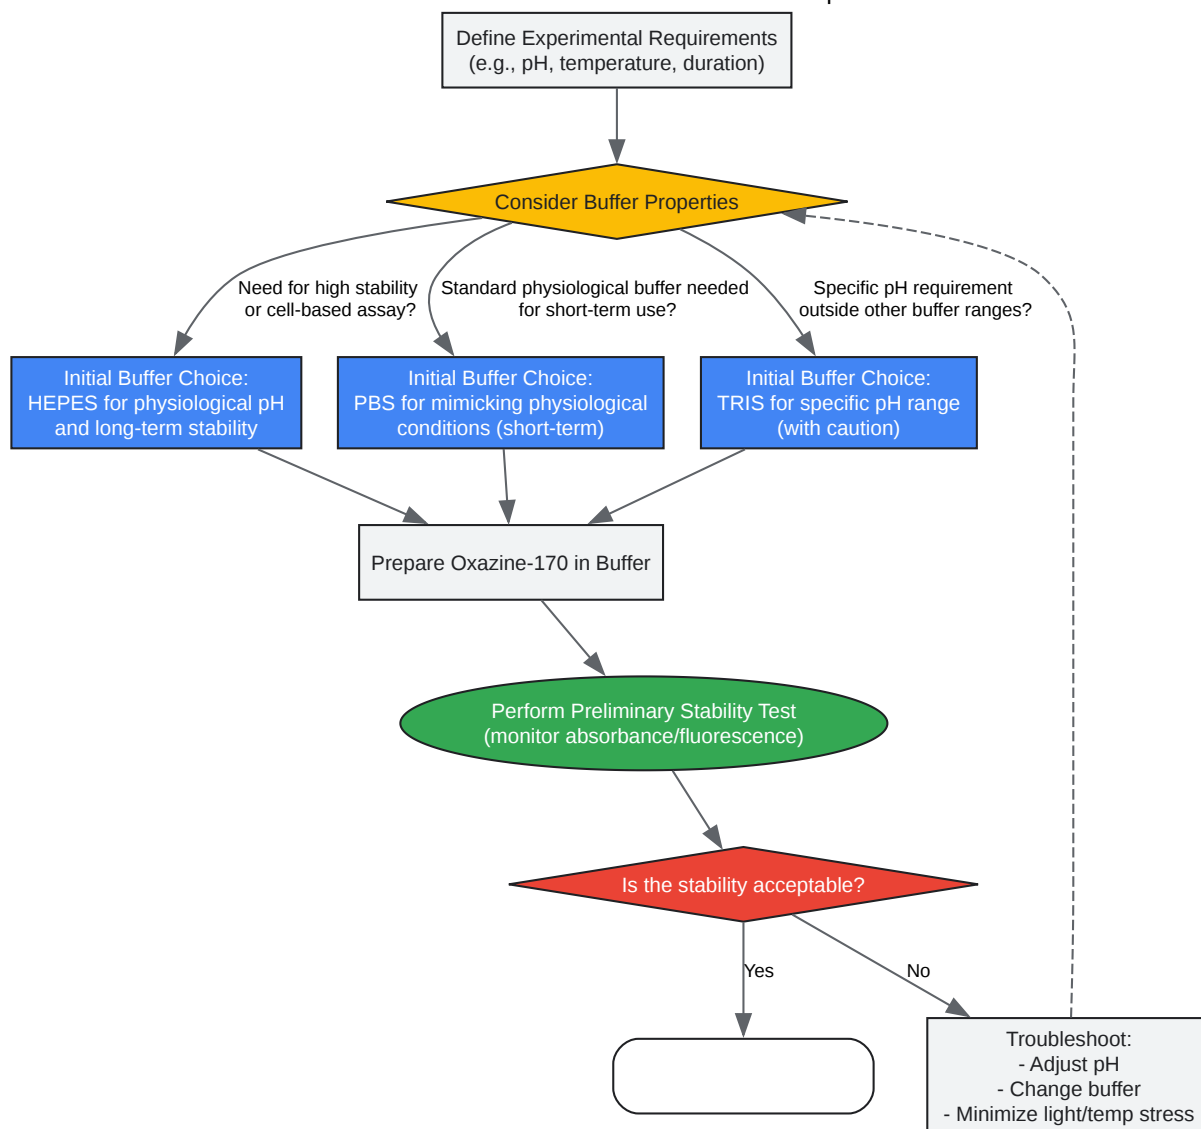 Define Experimental Requirements
(e.g., pH, temperature, duration)
Consider Buffer Properties
Need for high stability
or cell-based assay?
Standard physiological buffer needed
for short-term use?
Specific pH requirement
outside other buffer ranges?
Initial Buffer Choice:
HEPES for physiological pH
and long-term stability
Initial Buffer Choice:
PBS for mimicking physiological
conditions (short-term)
Initial Buffer Choice:
TRIS for specific pH range
(with caution)
Prepare Oxazine-170 in Buffer
Perform Preliminary Stability Test
(monitor absorbance/fluorescence)
Is the stability acceptable?
Yes
No
Troubleshoot:
- Adjust pH
- Change buffer
- Minimize light/temp stress